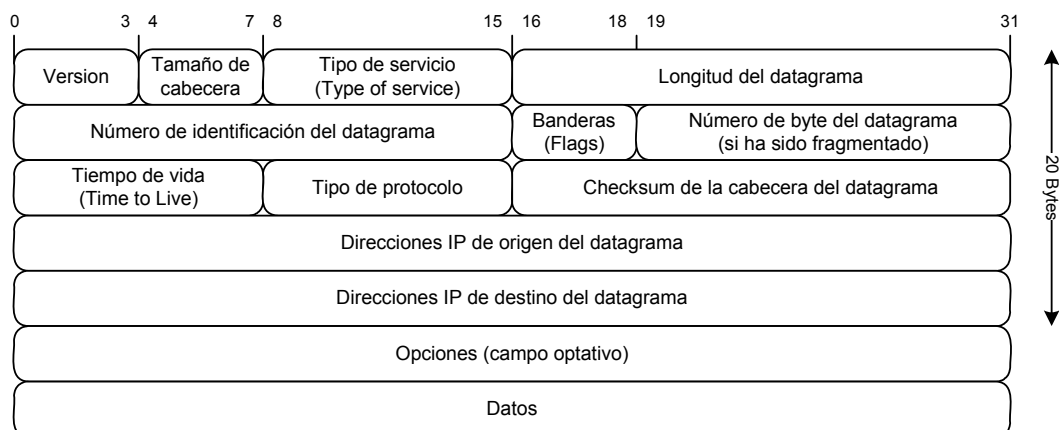 0 3 4 7 8 15 16 18 19 31
Version
Tamaño de
cabecera
Tipo de servicio
(Type of service)
Longitud del datagrama
Número de identificación del datagrama
Banderas
(Flags)
Número de byte del datagrama
(si ha sido fragmentado)
Tiempo de vida
(Time to Live)
Tipo de protocolo
Checksum de la cabecera del datagrama
Direcciones IP de origen del datagrama
Direcciones IP de destino del datagrama
Opciones (campo optativo)
Datos
20 Bytes